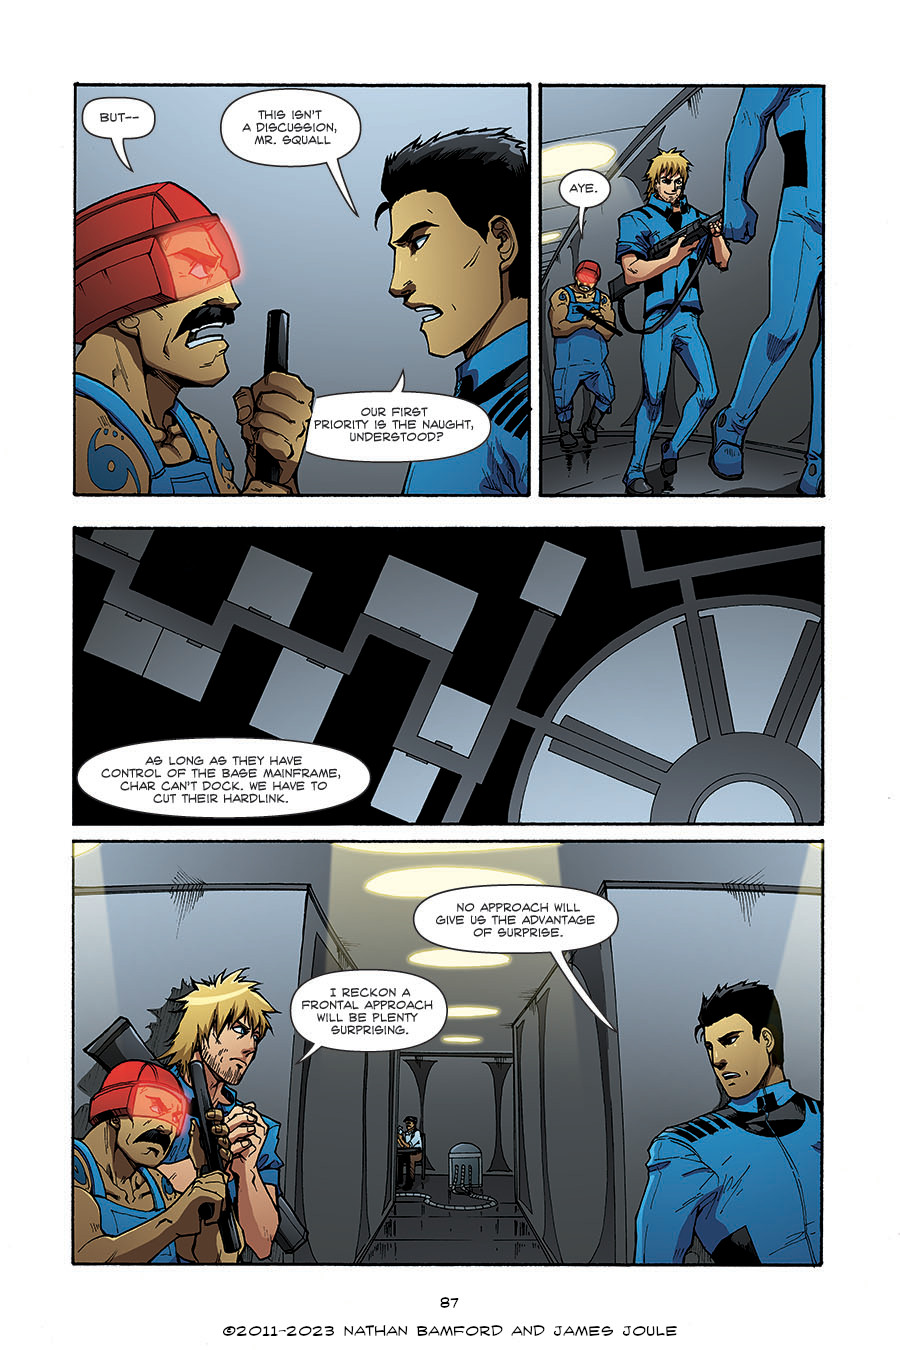 BUT--
THIS ISN'T
A DISCUSSION,
MR. SQUALL
OUR FIRST
PRIORITY IS THE NAUGHT,
UNDERSTOOD?
AYE.
AS LONG AS THEY HAVE
CONTROL OF THE BASE MAINFRAME,
CHAR CAN'T DOCK. WE HAVE TO
CUT THEIR HARDLINK.
NO APPROACH WILL
GIVE US THE ADVANTAGE
OF SURPRISE.
I RECKON A
FRONTAL APPROACH
WILL BE PLENTY
SURPRISING.
87
©2011-2023 NATHAN BAMFORD AND JAMES JOULE